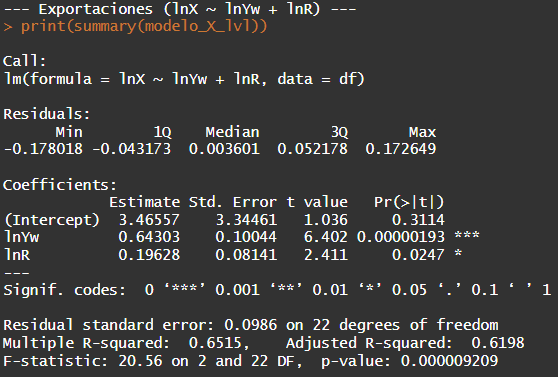 --- Exportaciones (lnX ~ lnYw + lnR) ---
> print(summary(modelo_X_lvl))
Call:
lm(formula = lnX ~ lnYw + lnR, data = df)
Residuals:
Min 1Q Median 3Q Max
-0.178018 -0.043173 0.003601 0.052178 0.172649
Coefficients:
Estimate Std. Error t value Pr(>|t|)
(Intercept) 3.46557 3.34461 1.036 0.3114
lnYw 0.64303 0.10044 6.402 0.00000193 ***
lnR 0.19628 0.08141 2.411 0.0247 *
---
Signif. codes: 0 ‘***’ 0.001 ‘**’ 0.01 ‘*’ 0.05 ‘.’ 0.1 ‘ ’ 1
Residual standard error: 0.0986 on 22 degrees of freedom
Multiple R-squared: 0.6515, Adjusted R-squared: 0.6198
F-statistic: 20.56 on 2 and 22 DF, p-value: 0.000009209